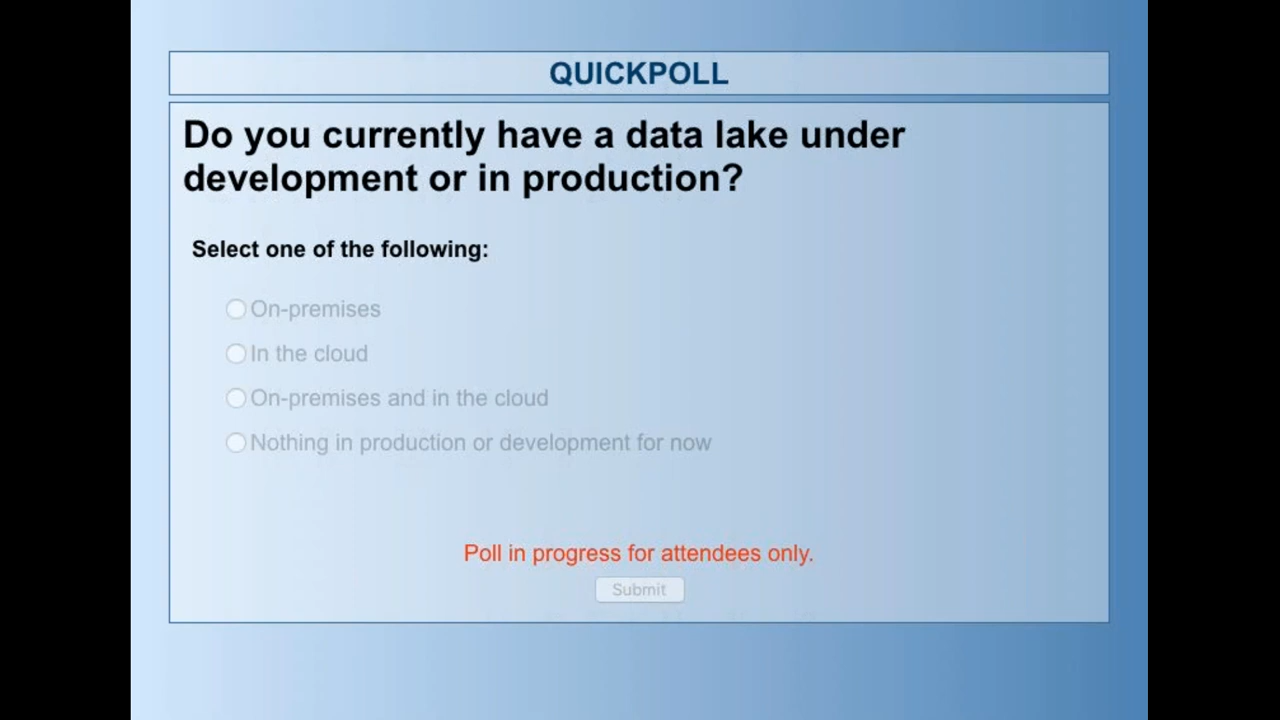 QUICKPOLL
Do you currently have a data lake under
development or in production?
Select one of the following:
On-premises
In the cloud
On-premises and in the cloud
Nothing in production or development for now
Poll in progress for attendees only.
Submit